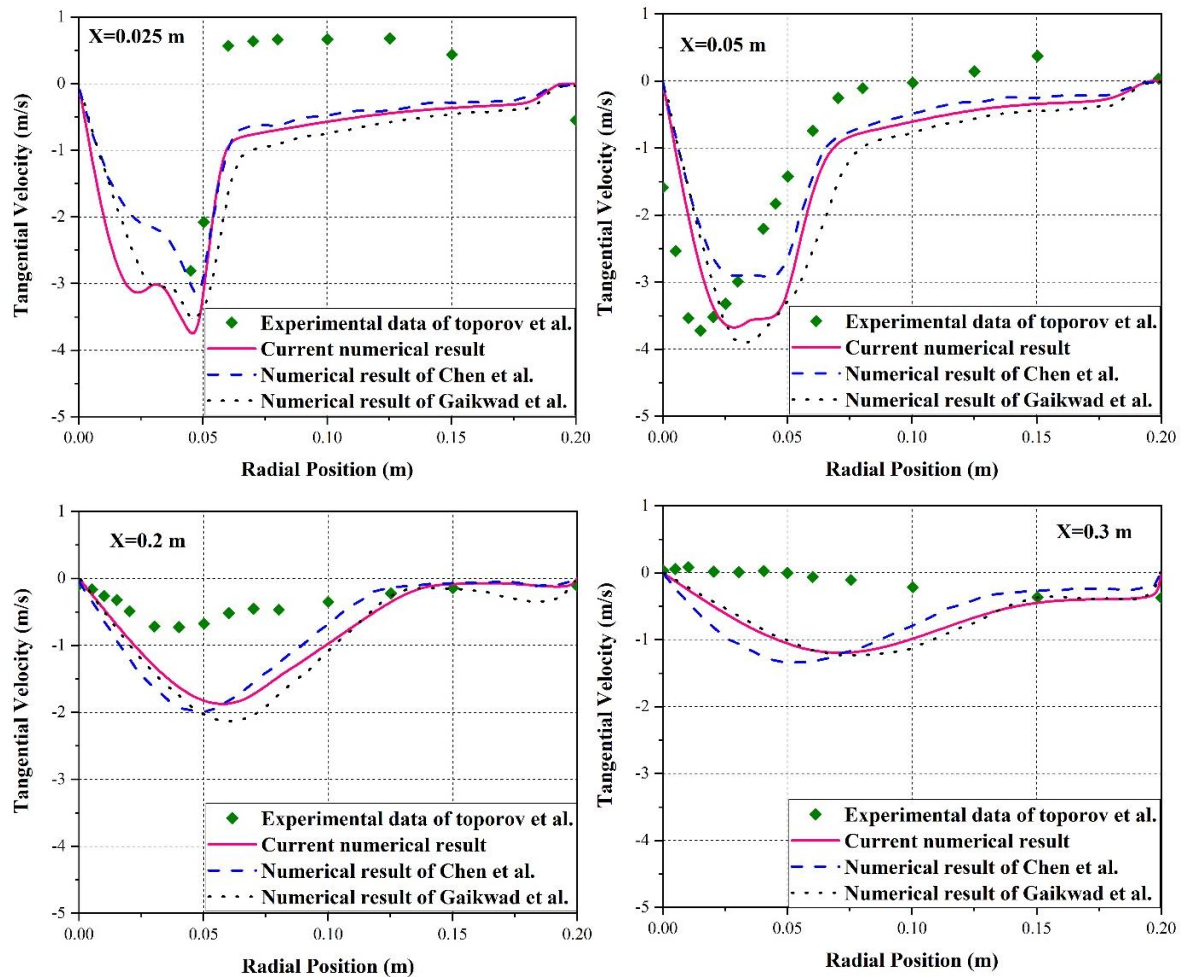 X=0.025 m
Tangential Velocity (m/s)
1
0
-1
-2
-3
-4
-5
Experimental data of toporov et al.
Current numerical result
Numerical result of Chen et al.
Numerical result of Gaikwad et al.
0.00 0.05 0.10 0.15 0.20
Radial Position (m)
X=0.05 m
Tangential Velocity (m/s)
1
0
-1
-2
-3
-4
-5
Experimental data of toporov et al.
Current numerical result
Numerical result of Chen et al.
Numerical result of Gaikwad et al.
0.00 0.05 0.10 0.15 0.20
Radial Position (m)
X=0.2 m
Tangential Velocity (m/s)
1
0
-1
-2
-3
-4
-5
Experimental data of toporov et al.
Current numerical result
Numerical result of Chen et al.
Numerical result of Gaikwad et al.
0.00 0.05 0.10 0.15 0.20
Radial Position (m)
X=0.3 m
Tangential Velocity (m/s)
1
0
-1
-2
-3
-4
-5
Experimental data of toporov et al.
Current numerical result
Numerical result of Chen et al.
Numerical result of Gaikwad et al.
0.00 0.05 0.10 0.15 0.20
Radial Position (m)